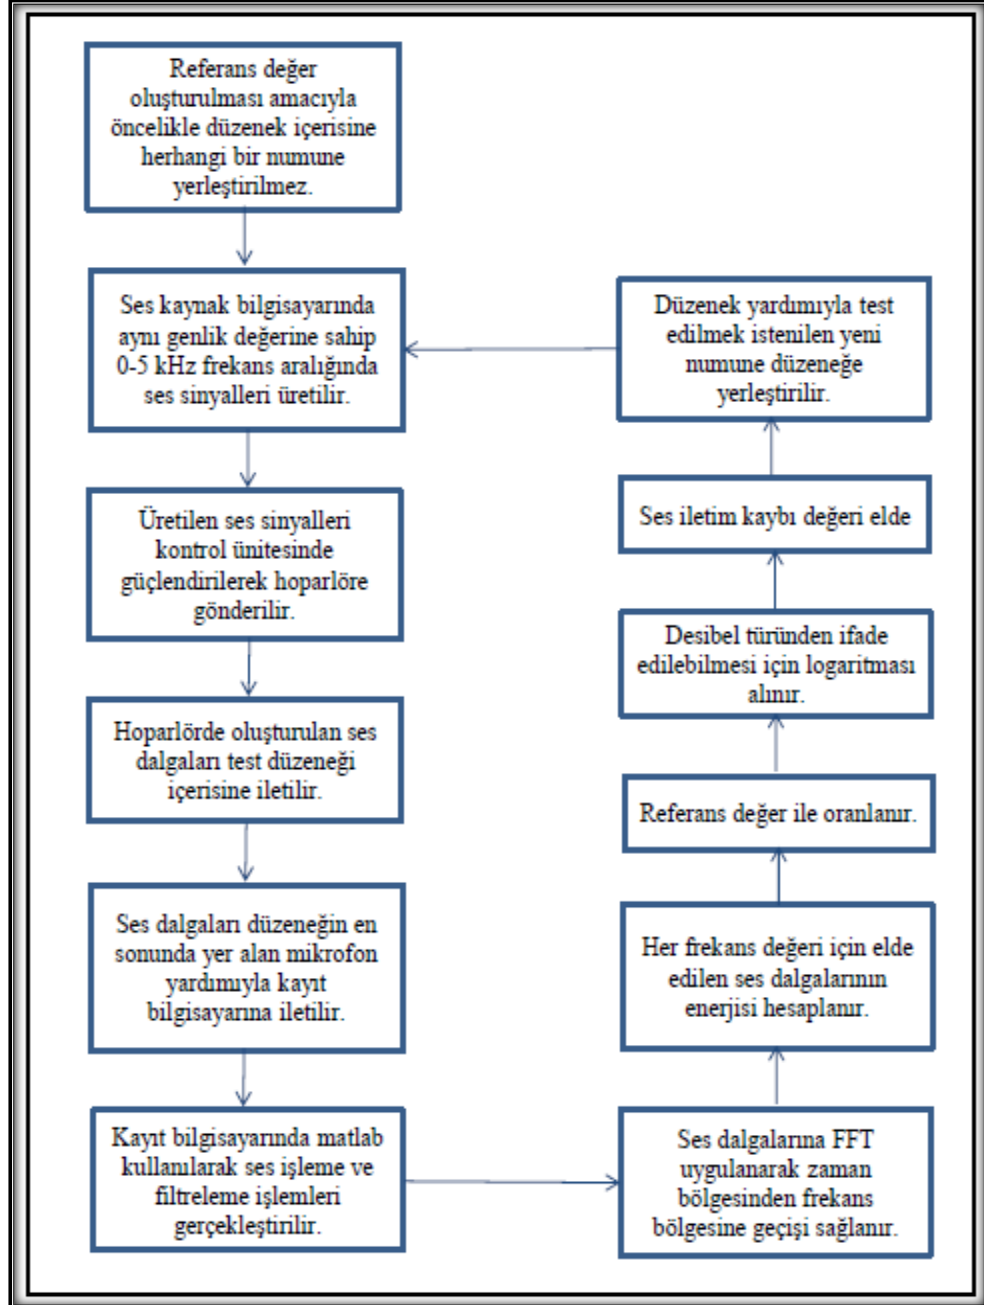 Referans değer
oluşturulması amacıyla
öncelikle düzenek içerisine
herhangi bir numune
yerleştirilmez.
Ses kaynak bilgisayarında
aynı genlik değerine sahip
0-5 kHz frekans aralığında
ses sinyalleri üretilir.
Üretilen ses sinyalleri
kontrol ünitesinde
güçlendirilerek hoparlöre
gönderilir.
Hoparlörde oluşturulan ses
dalgaları test düzeneği
içerisine iletilir.
Ses dalgaları düzeneğin en
sonunda yer alan mikrofon
yardımıyla kayıt
bilgisayarına iletilir.
Kayıt bilgisayarında matlab
kullanılarak ses işleme ve
filtreleme işlemleri
gerçekleştirilir.
Ses dalgalarına FFT
uygulanarak zaman
bölgesinden frekans
bölgesine geçişi sağlanır.
Her frekans değeri için elde
edilen ses dalgalarının
enerjisi hesaplanır.
Referans değer ile oranlanır.
Desibel türünden ifade
edilebilmesi için logaritması
alınır.
Ses iletim kaybı değeri elde
Düzenek yardımıyla test
edilmek istenilen yeni
numune düzeneğe
yerleştirilir.